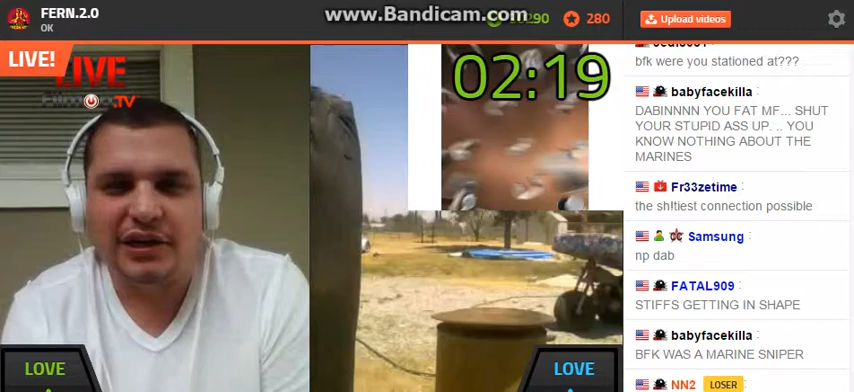 FERN.2.0
OK
www.Bandicam.com
280
Upload videos
LIVE!
LIVE
.TV
02:19
bfk were you stationed at???
babyfacekilla :
DABINNNN YOU FAT MF... SHUT
YOUR STUPID ASS UP. .. YOU
KNOW NOTHING ABOUT THE
MARINES
Fr33zetime :
the sh!tiest connection possible
Samsung :
np dab
FATAL909 :
STIFFS GETTING IN SHAPE
babyfacekilla :
BFK WAS A MARINE SNIPER
NN2 LOSER :
LOVE
LOVE